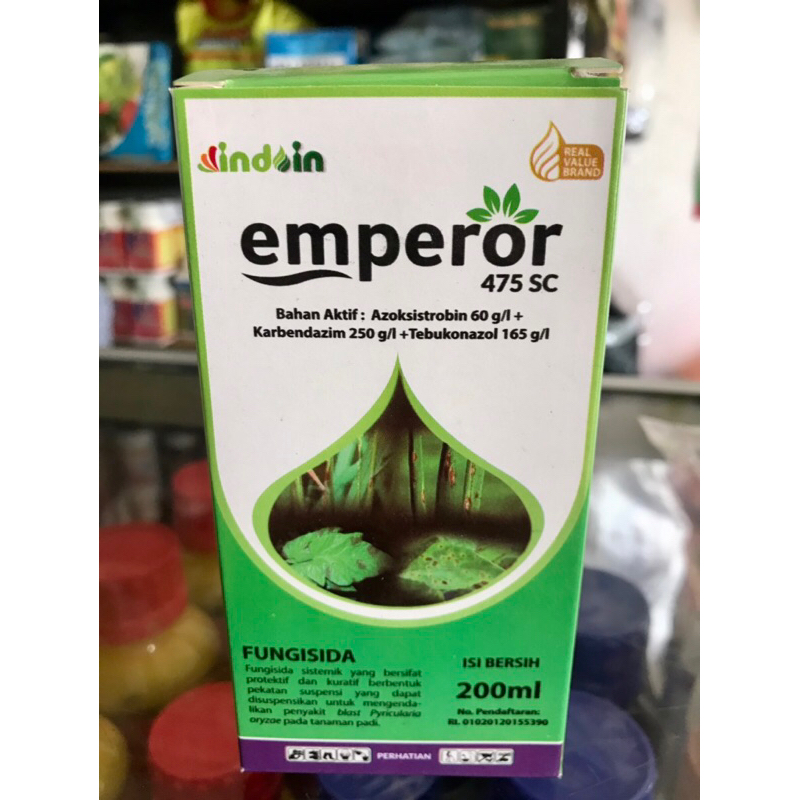 indoin
REAL
VALUE
BRAND
emperor
475 SC
Bahan Aktif : Azoksistrobin 60 g/l +
Karbendazim 250 g/l +Tebukonazol 165 g/l
FUNGISIDA
Fungisida sistemik yang bersifat
protektif dan kuratif berbentuk
pekatan suspensi yang dapat
disuspensikan untuk mengenda-
likan penyakit blast Pyricularia
oryzae pada tanaman padi.
ISI BERSIH
200ml
No. Pendaftaran:
RI. 01020120155390
PERHATIAN